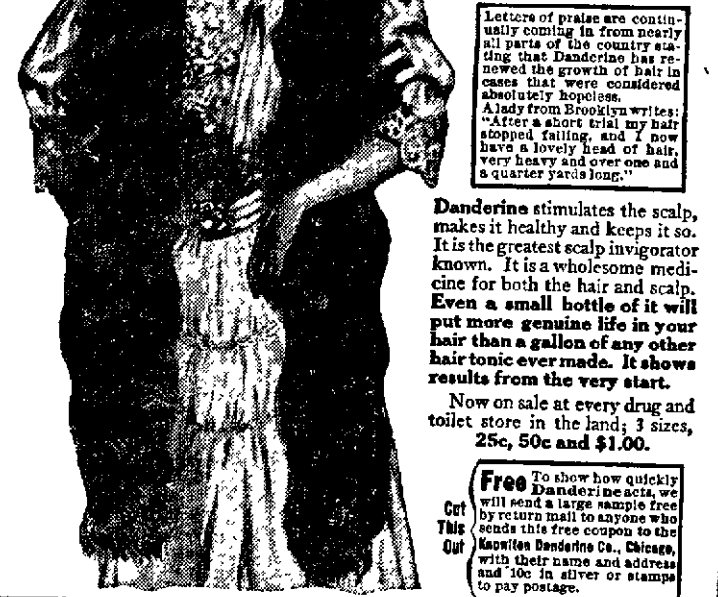 Letters of praise are contin-
ually coming in from nearly
all parts of the country sta-
ting that Danderine has re-
newed the growth of hair in
cases that were considered
absolutely hopeless.
A lady from Brooklyn writes:
"After a short trial my hair
stopped falling, and I now
have a lovely head of hair,
very heavy and over one and
a quarter yards long."
Danderine stimulates the scalp,
makes it healthy and keeps it so.
It is the greatest scalp invigorator
known. It is a wholesome medi-
cine for both the hair and scalp.
Even a small bottle of it will
put more genuine life in your
hair than a gallon of any other
hair tonic ever made. It shows
results from the very start.
Now on sale at every drug and
toilet store in the land; 3 sizes,
25c, 50c and $1.00.
Cut
This
Out
Free To show how quickly
Danderine acts, we
will send a large sample free
by return mail to anyone who
sends this free coupon to the
Knowlton Danderine Co., Chicago,
with their name and address
and 10c in silver or stamps
to pay postage.